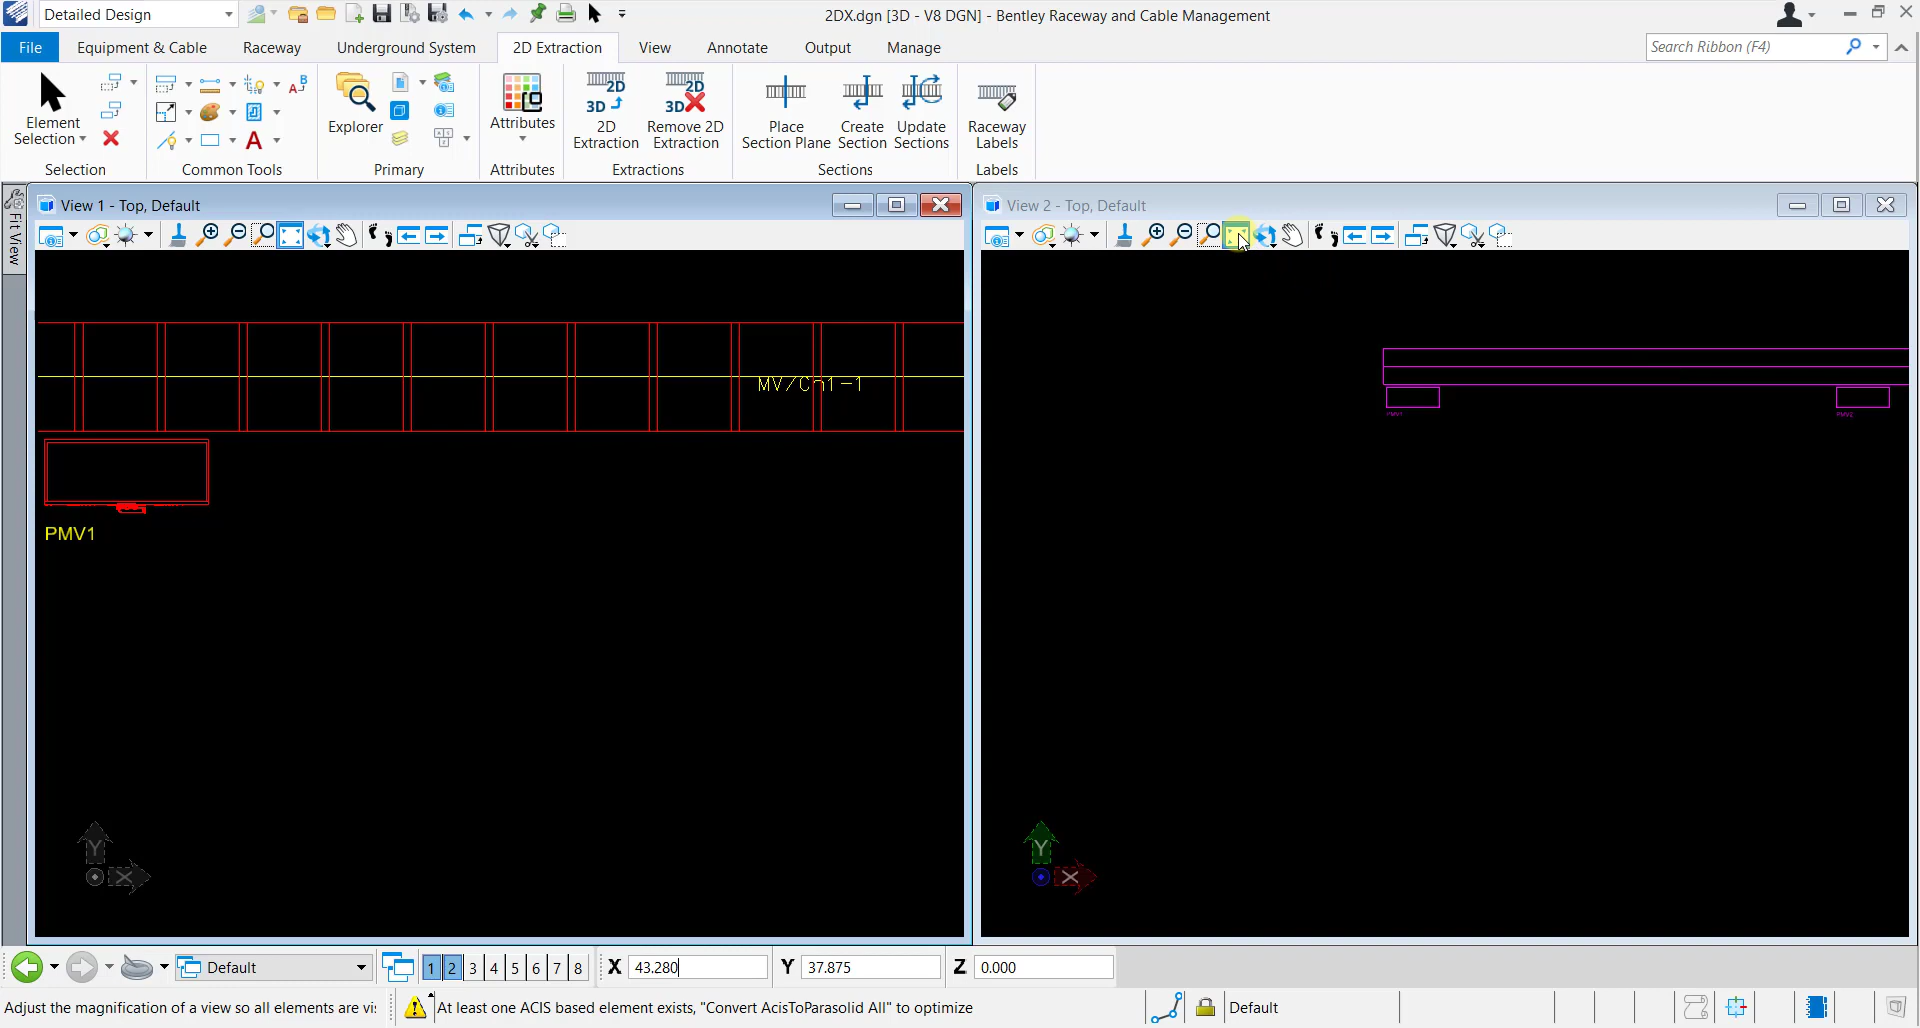 Detailed Design
2DX.dgn [3D - V8 DGN] - Bentley Raceway and Cable Management
File
Equipment & Cable
Raceway
Underground System
2D Extraction
View
Annotate
Output
Manage
Search Ribbon (F4)
Element
Selection
Selection
Common Tools
Explorer
Primary
Attributes
Attributes
2D
Extraction
Remove 2D
Extraction
Extractions
Place
Section Plane
Create
Section
Update
Sections
Sections
Raceway
Labels
Labels
Fit View
View 1 - Top, Default
View 2 - Top, Default
MV/Cn1-1
PMV1
PMV1
PMV2
Y
X
Y
X
Default
1 2 3 4 5 6 7 8
X 43.280
Y 37.875
Z 0.000
Adjust the magnification of a view so all elements are vis
At least one ACIS based element exists, "Convert AcisToParasolid All" to optimize
Default